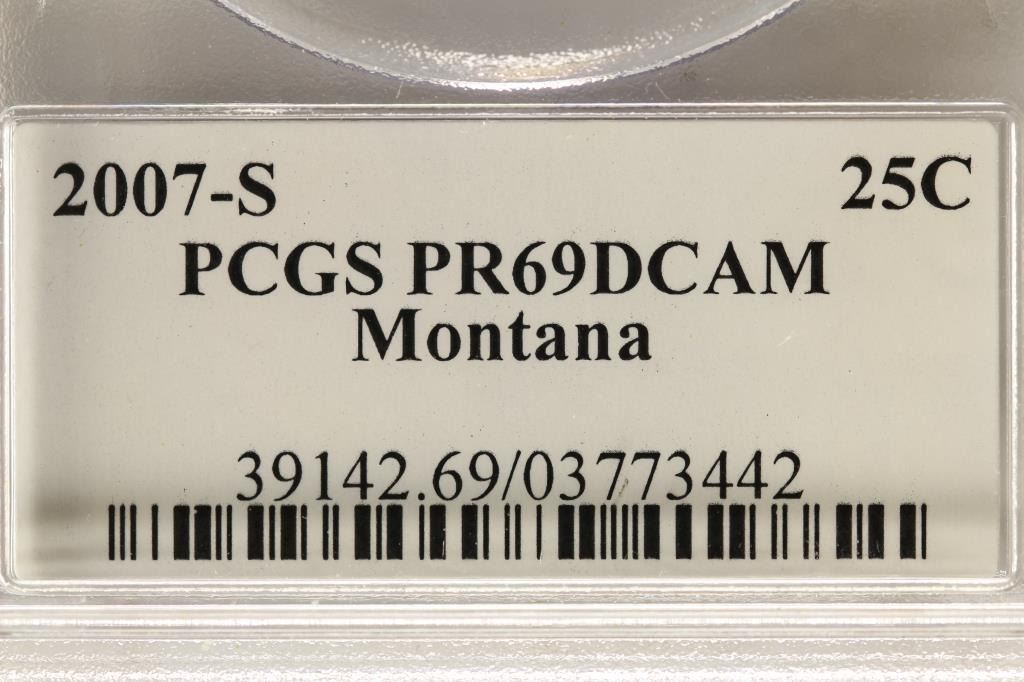 2007-S 25C
PCGS PR69DCAM
Montana
39142.69/03773442